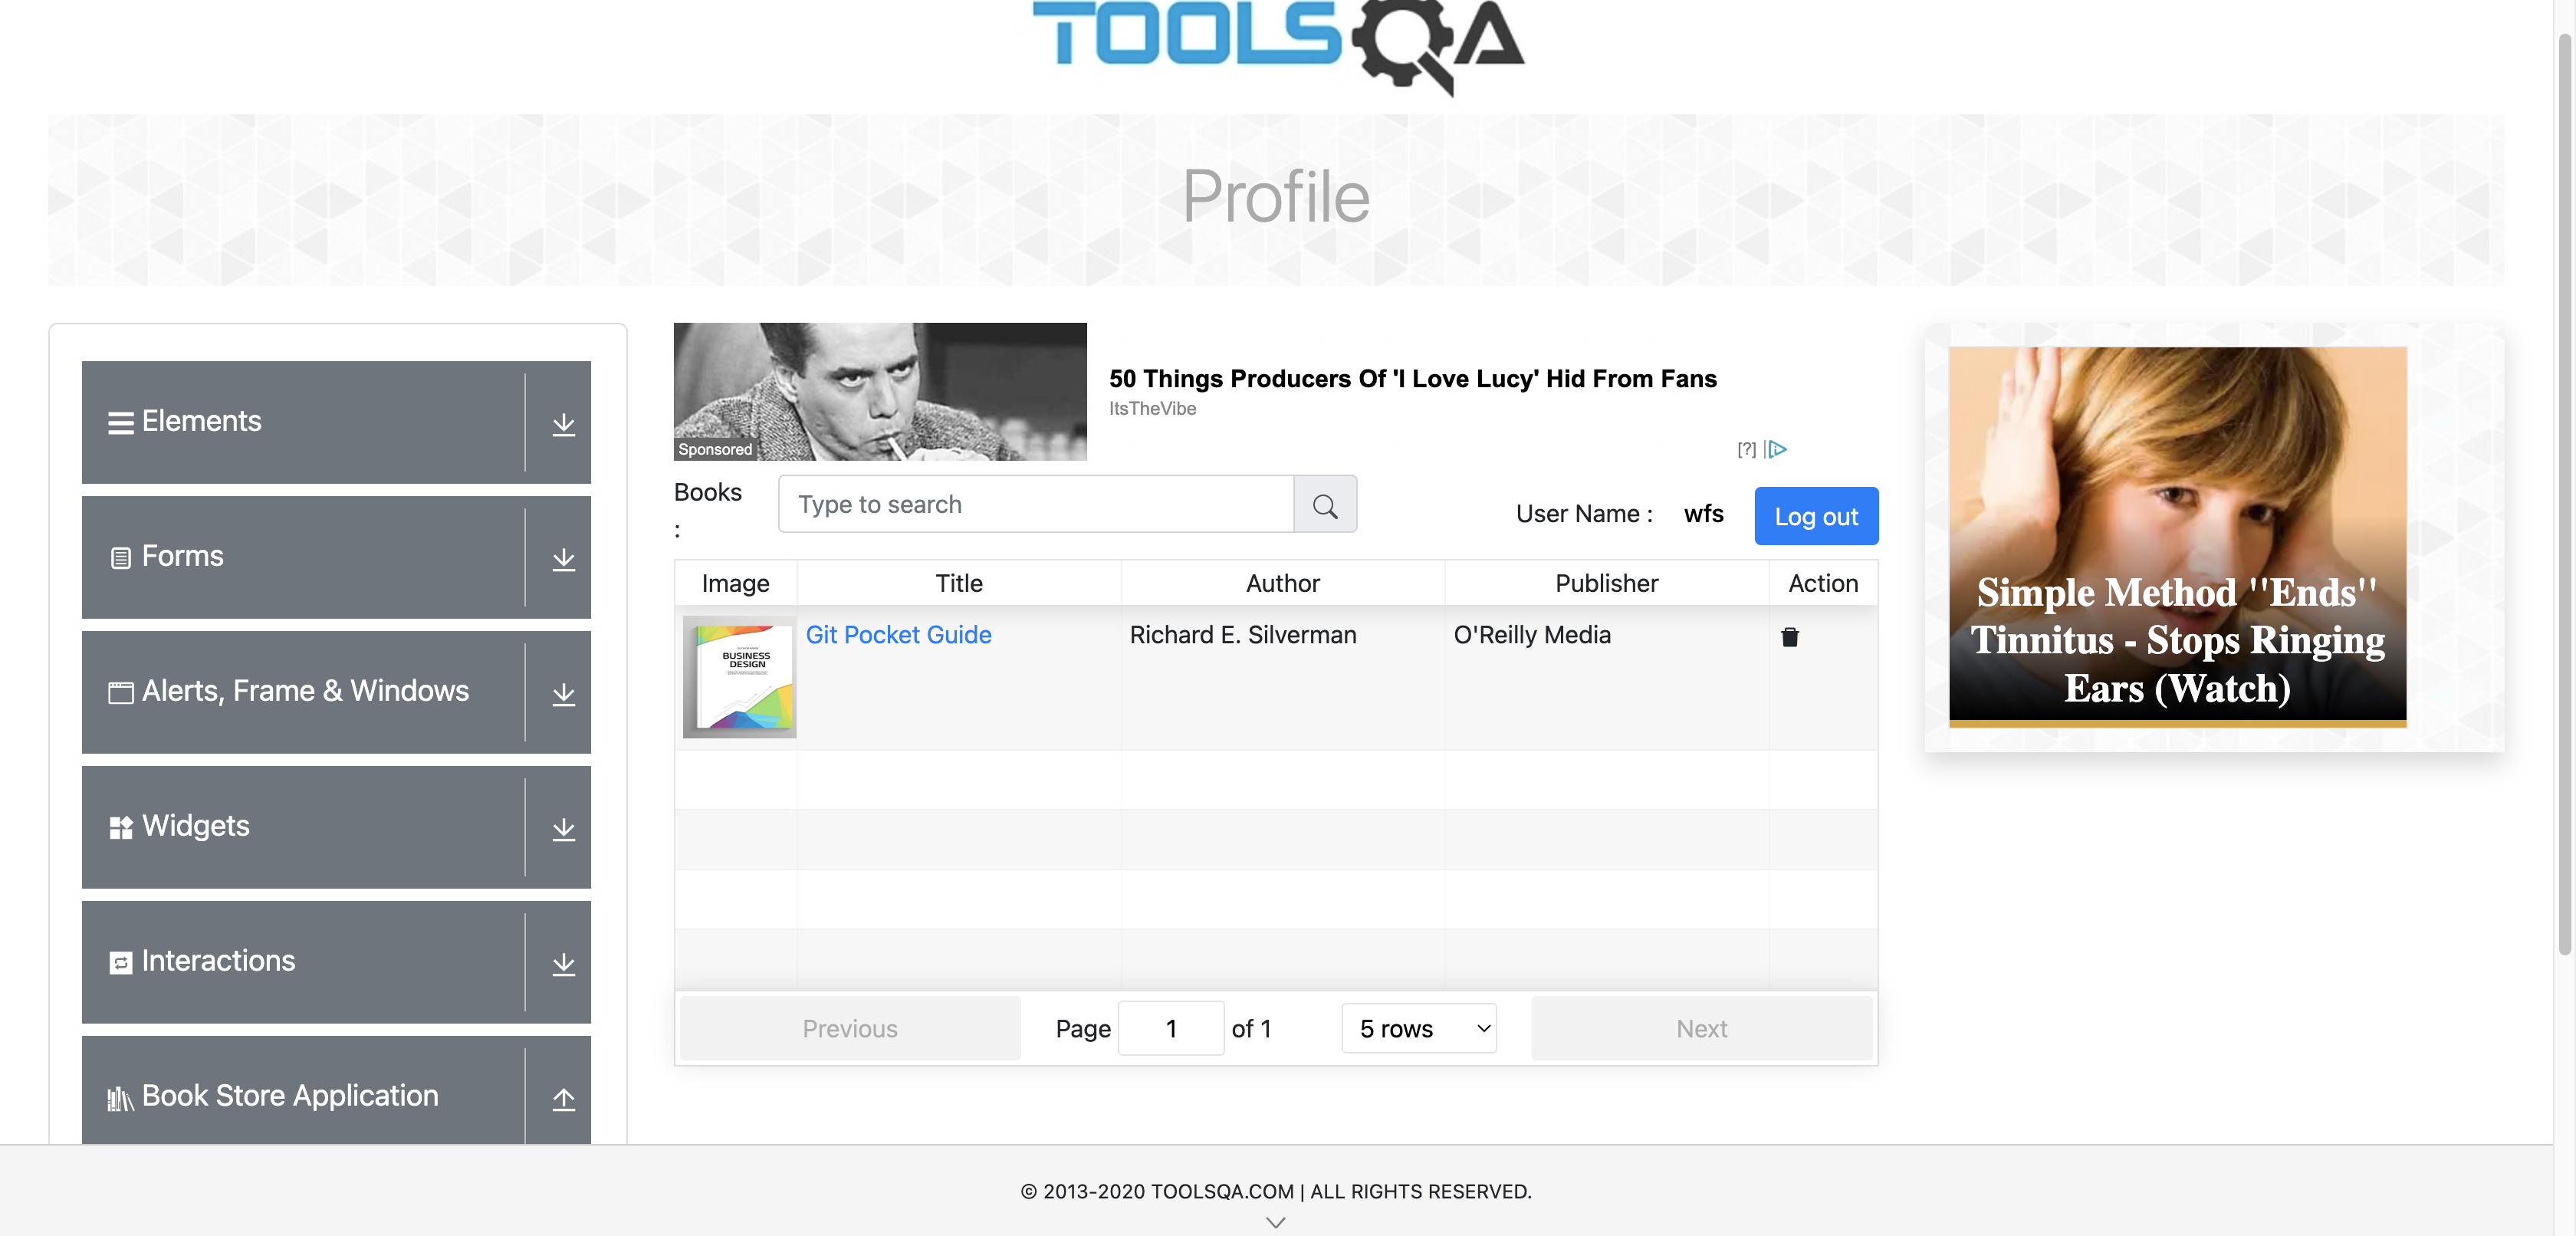 TOOLSQA
Profile
Elements
Forms
Alerts, Frame & Windows
Widgets
Interactions
Book Store Application
Sponsored
50 Things Producers Of 'I Love Lucy' Hid From Fans
ItsTheVibe
[?]
Books
:
Type to search
User Name : wfs
Log out
Image Title Author Publisher Action
BUSINESS
DESIGN
Git Pocket Guide Richard E. Silverman O'Reilly Media
Previous Page 1 of 1 5 rows Next
Simple Method ''Ends''
Tinnitus - Stops Ringing
Ears (Watch)
© 2013-2020 TOOLSQA.COM | ALL RIGHTS RESERVED.